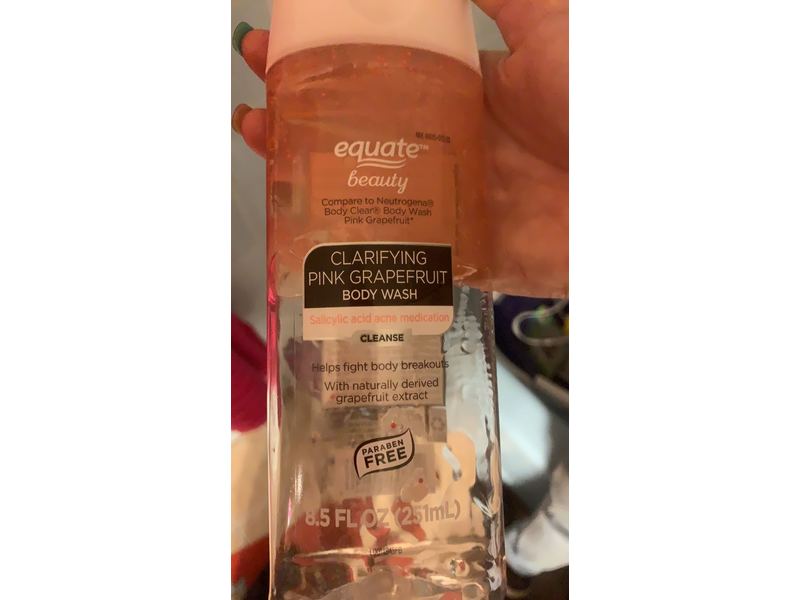 equate™
beauty
Compare to Neutrogena®
Body Clear® Body Wash
Pink Grapefruit*
CLARIFYING
PINK GRAPEFRUIT
BODY WASH
Salicylic acid acne medication
CLEANSE
Helps fight body breakouts
With naturally derived
grapefruit extract
PARABEN
FREE
8.5 FL OZ (251mL)